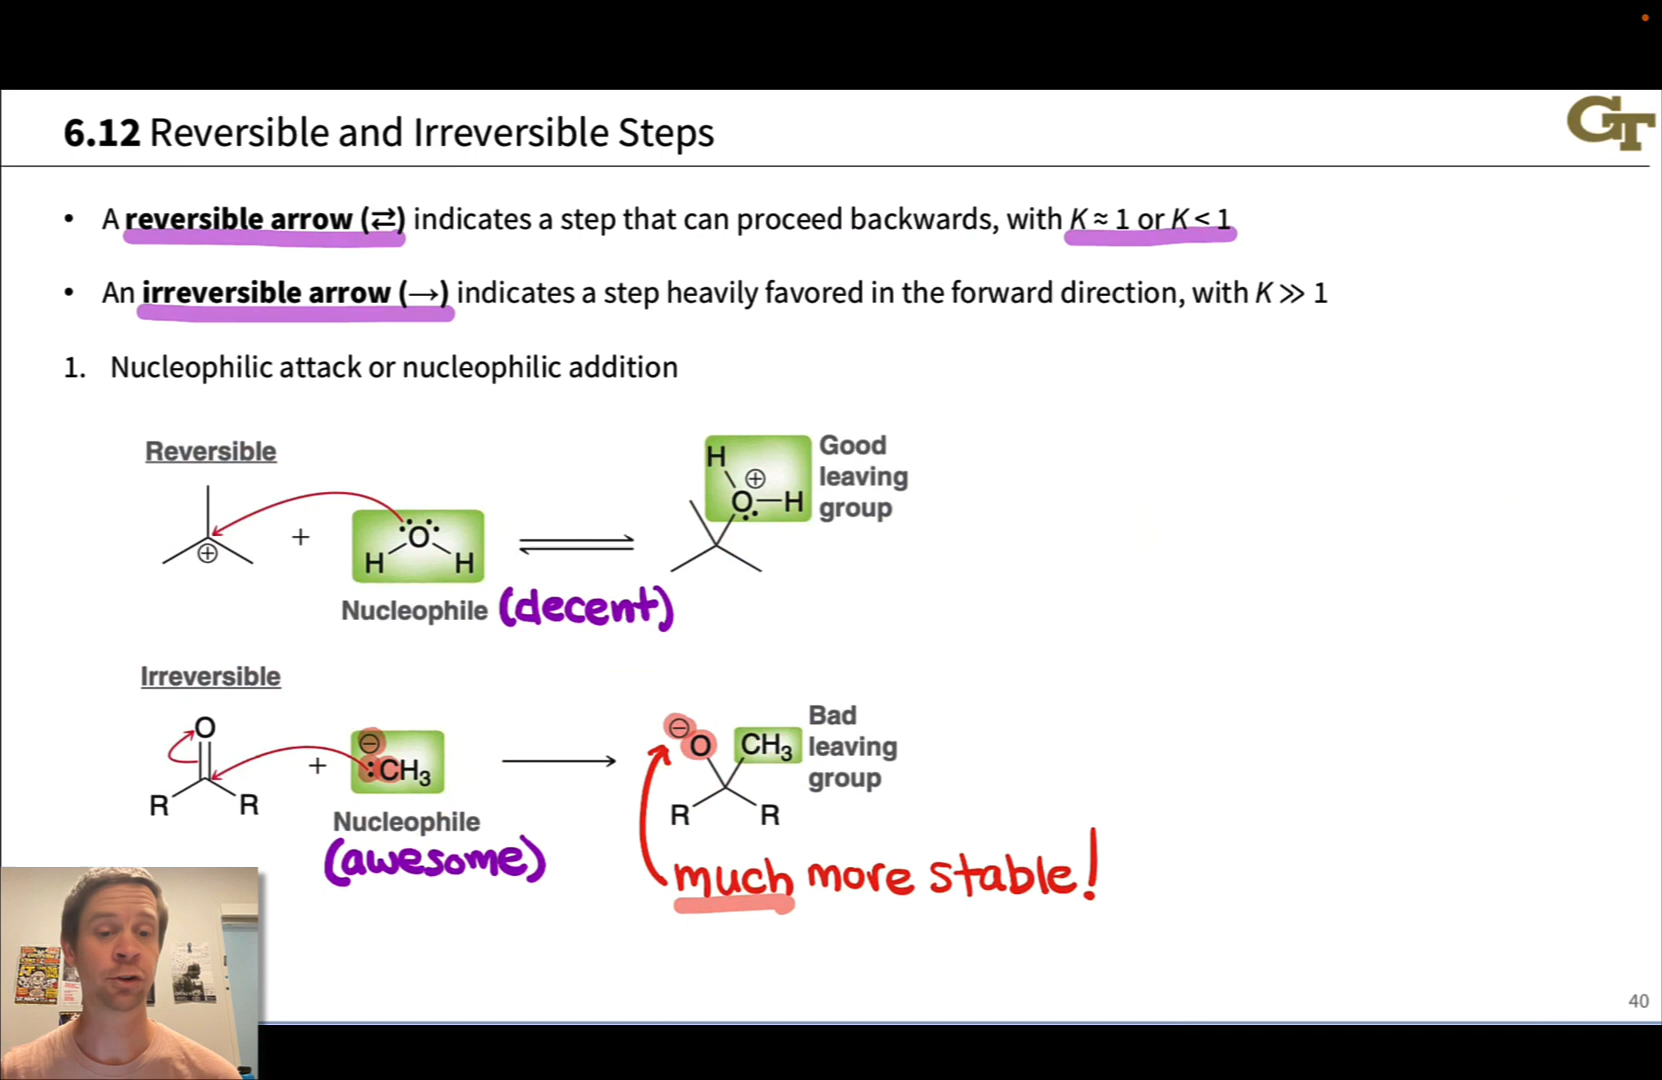 6.12 Reversible and Irreversible Steps
GT
• A reversible arrow (⇄) indicates a step that can proceed backwards, with K ≈ 1 or K < 1
• An irreversible arrow (→) indicates a step heavily favored in the forward direction, with K ≫ 1
1. Nucleophilic attack or nucleophilic addition
Reversible
⊕
+
O
H H
Nucleophile (decent)
H
⊕
O—H
Good
leaving
group
Irreversible
O
R R
+
⊖
:CH₃
Nucleophile
(awesome)
⊖
O CH₃
R R
Bad
leaving
group
much more stable!
40